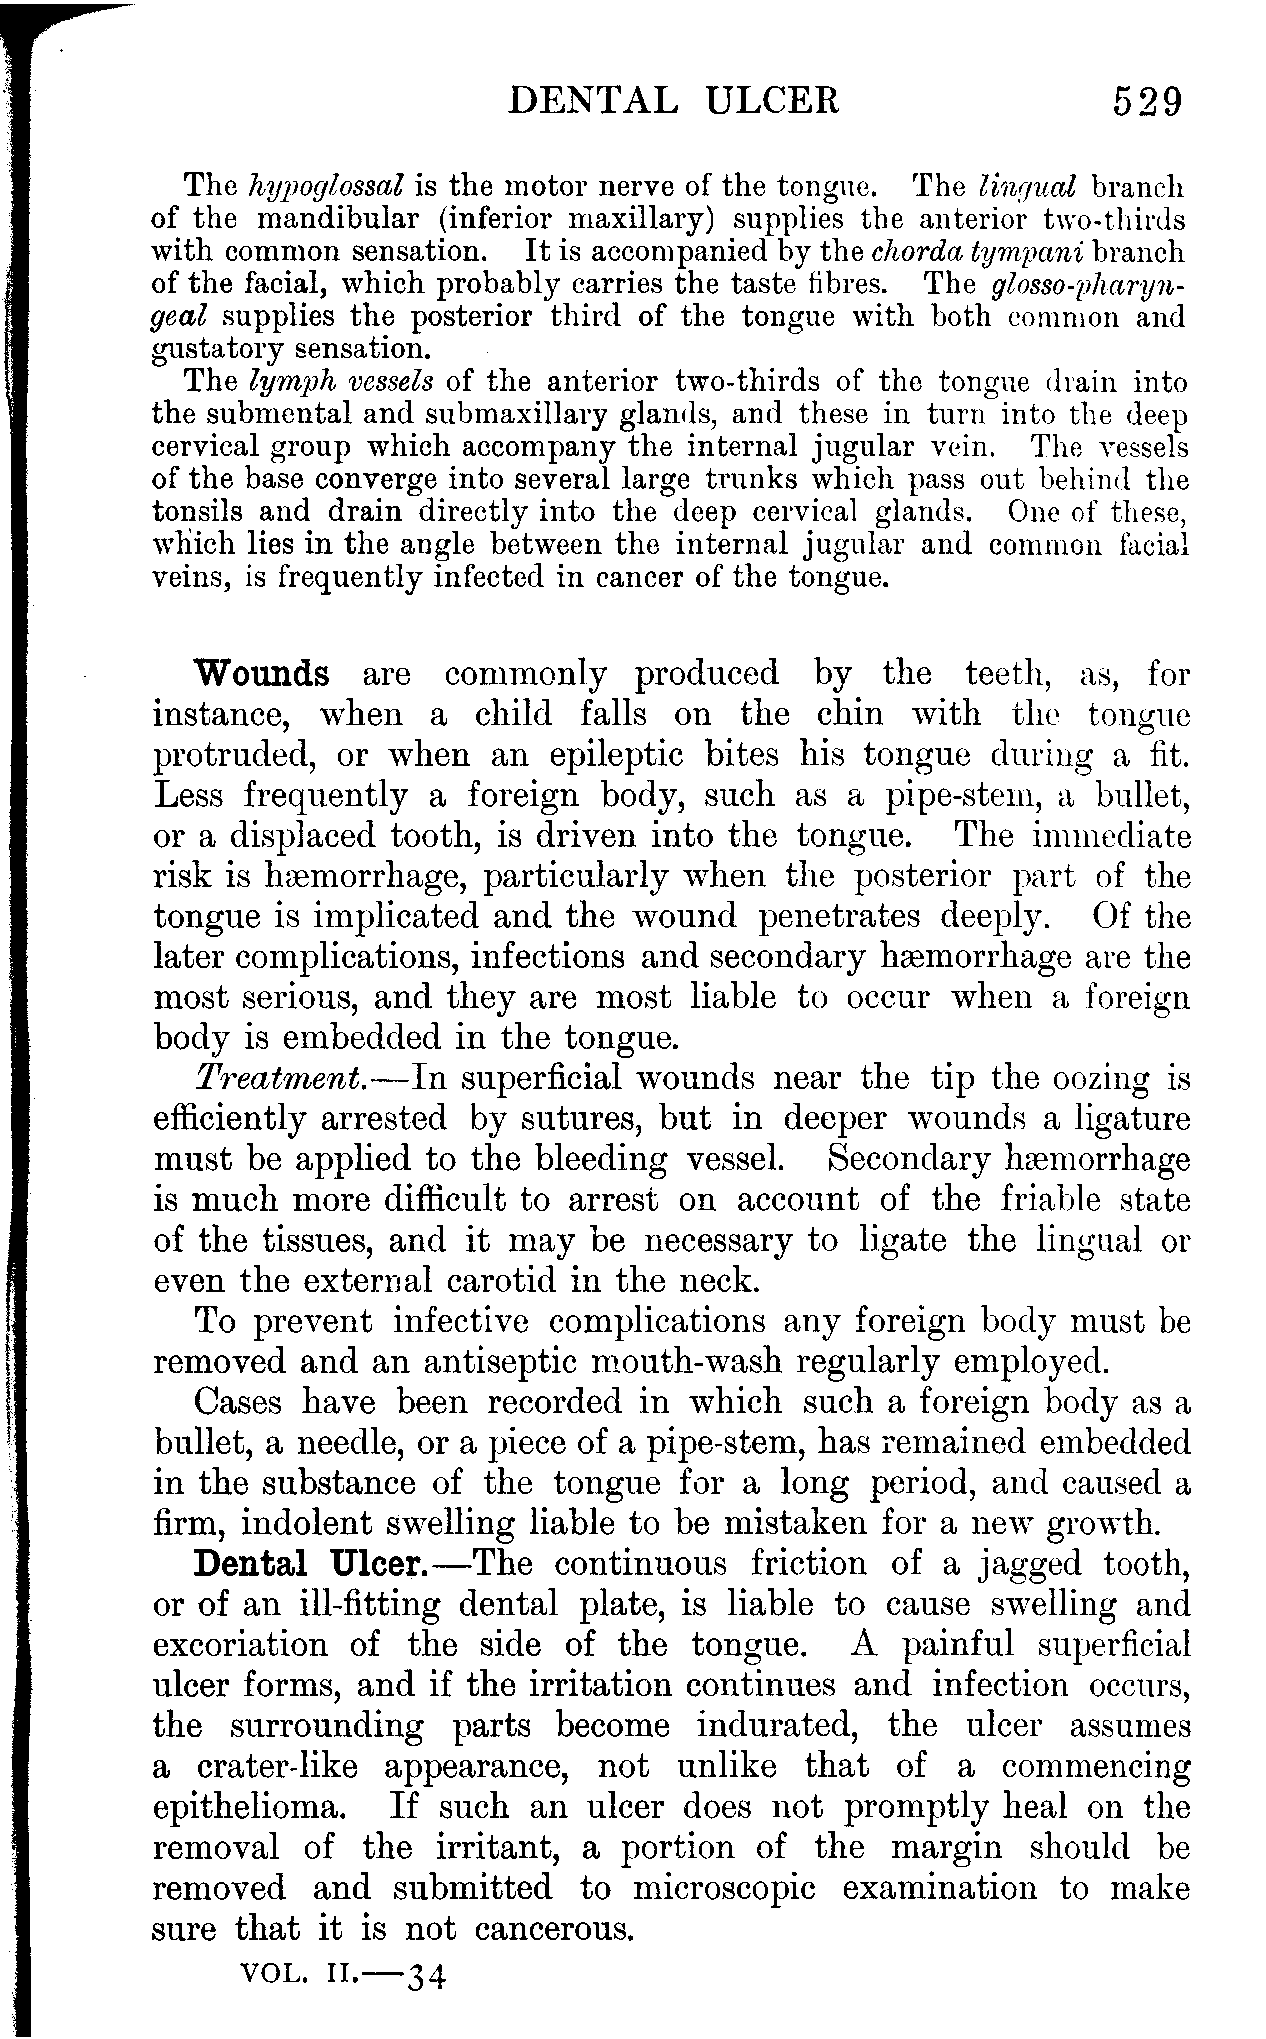 DENTAL ULCER 529
The hypoglossal is the motor nerve of the tongue. The lingual branch
of the mandibular (inferior maxillary) supplies the anterior two-thirds
with common sensation. It is accompanied by the chorda tympani branch
of the facial, which probably carries the taste fibres. The glosso-pharyn-
geal supplies the posterior third of the tongue with both common and
gustatory sensation.
The lymph vessels of the anterior two-thirds of the tongue drain into
the submental and submaxillary glands, and these in turn into the deep
cervical group which accompany the internal jugular vein. The vessels
of the base converge into several large trunks which pass out behind the
tonsils and drain directly into the deep cervical glands. One of these,
which lies in the angle between the internal jugular and common facial
veins, is frequently infected in cancer of the tongue.
Wounds are commonly produced by the teeth, as, for
instance, when a child falls on the chin with the tongue
protruded, or when an epileptic bites his tongue during a fit.
Less frequently a foreign body, such as a pipe-stem, a bullet,
or a displaced tooth, is driven into the tongue. The immediate
risk is hæmorrhage, particularly when the posterior part of the
tongue is implicated and the wound penetrates deeply. Of the
later complications, infections and secondary hæmorrhage are the
most serious, and they are most liable to occur when a foreign
body is embedded in the tongue.
Treatment.—In superficial wounds near the tip the oozing is
efficiently arrested by sutures, but in deeper wounds a ligature
must be applied to the bleeding vessel. Secondary hæmorrhage
is much more difficult to arrest on account of the friable state
of the tissues, and it may be necessary to ligate the lingual or
even the external carotid in the neck.
To prevent infective complications any foreign body must be
removed and an antiseptic mouth-wash regularly employed.
Cases have been recorded in which such a foreign body as a
bullet, a needle, or a piece of a pipe-stem, has remained embedded
in the substance of the tongue for a long period, and caused a
firm, indolent swelling liable to be mistaken for a new growth.
Dental Ulcer.—The continuous friction of a jagged tooth,
or of an ill-fitting dental plate, is liable to cause swelling and
excoriation of the side of the tongue. A painful superficial
ulcer forms, and if the irritation continues and infection occurs,
the surrounding parts become indurated, the ulcer assumes
a crater-like appearance, not unlike that of a commencing
epithelioma. If such an ulcer does not promptly heal on the
removal of the irritant, a portion of the margin should be
removed and submitted to microscopic examination to make
sure that it is not cancerous.
VOL. II.—34